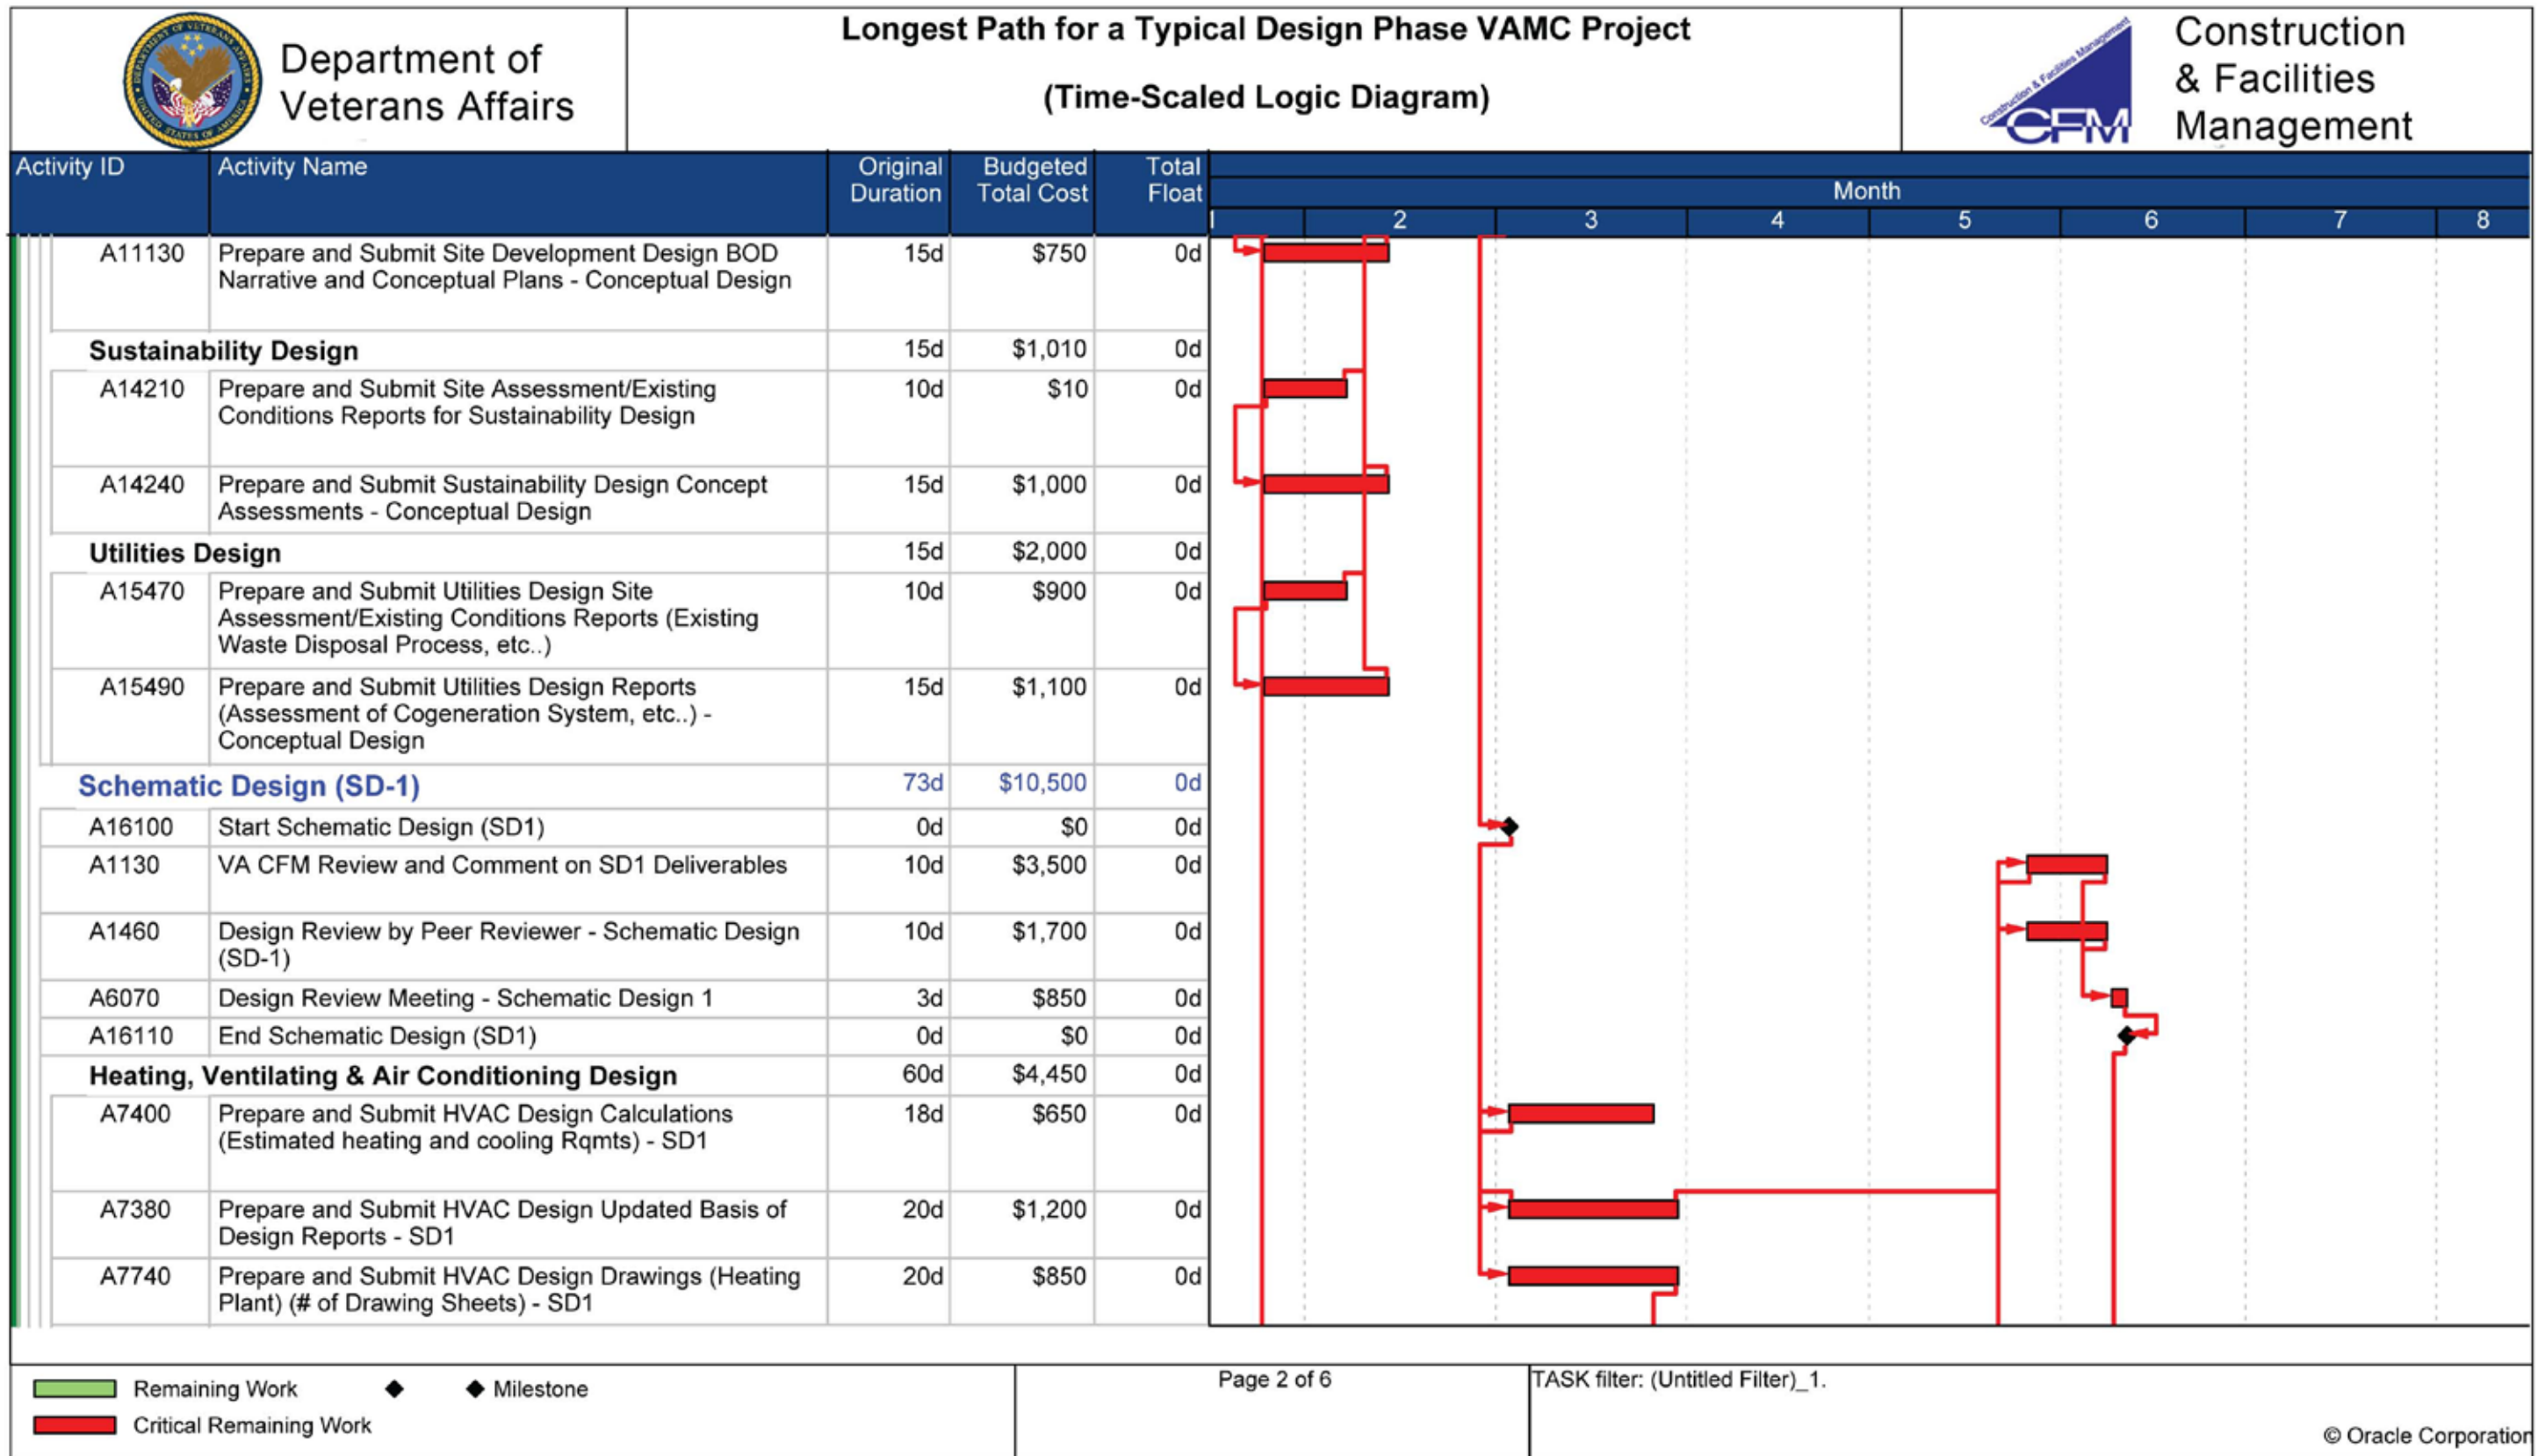 Department of
Veterans Affairs
Longest Path for a Typical Design Phase VAMC Project
(Time-Scaled Logic Diagram)
Construction & Facilities Management
CFM
Construction
& Facilities
Management
Activity ID Activity Name Original Duration Budgeted Total Cost Total Float
Month
1 2 3 4 5 6 7 8
A11130 Prepare and Submit Site Development Design BOD 15d $750 0d
Narrative and Conceptual Plans - Conceptual Design
Sustainability Design 15d $1,010 0d
A14210 Prepare and Submit Site Assessment/Existing 10d $10 0d
Conditions Reports for Sustainability Design
A14240 Prepare and Submit Sustainability Design Concept 15d $1,000 0d
Assessments - Conceptual Design
Utilities Design 15d $2,000 0d
A15470 Prepare and Submit Utilities Design Site 10d $900 0d
Assessment/Existing Conditions Reports (Existing
Waste Disposal Process, etc..)
A15490 Prepare and Submit Utilities Design Reports 15d $1,100 0d
(Assessment of Cogeneration System, etc..) -
Conceptual Design
Schematic Design (SD-1) 73d $10,500 0d
A16100 Start Schematic Design (SD1) 0d $0 0d
A1130 VA CFM Review and Comment on SD1 Deliverables 10d $3,500 0d
A1460 Design Review by Peer Reviewer - Schematic Design 10d $1,700 0d
(SD-1)
A6070 Design Review Meeting - Schematic Design 1 3d $850 0d
A16110 End Schematic Design (SD1) 0d $0 0d
Heating, Ventilating & Air Conditioning Design 60d $4,450 0d
A7400 Prepare and Submit HVAC Design Calculations 18d $650 0d
(Estimated heating and cooling Rqmts) - SD1
A7380 Prepare and Submit HVAC Design Updated Basis of 20d $1,200 0d
Design Reports - SD1
A7740 Prepare and Submit HVAC Design Drawings (Heating 20d $850 0d
Plant) (# of Drawing Sheets) - SD1
Remaining Work Milestone
Critical Remaining Work
Page 2 of 6
TASK filter: (Untitled Filter)_1.
© Oracle Corporation